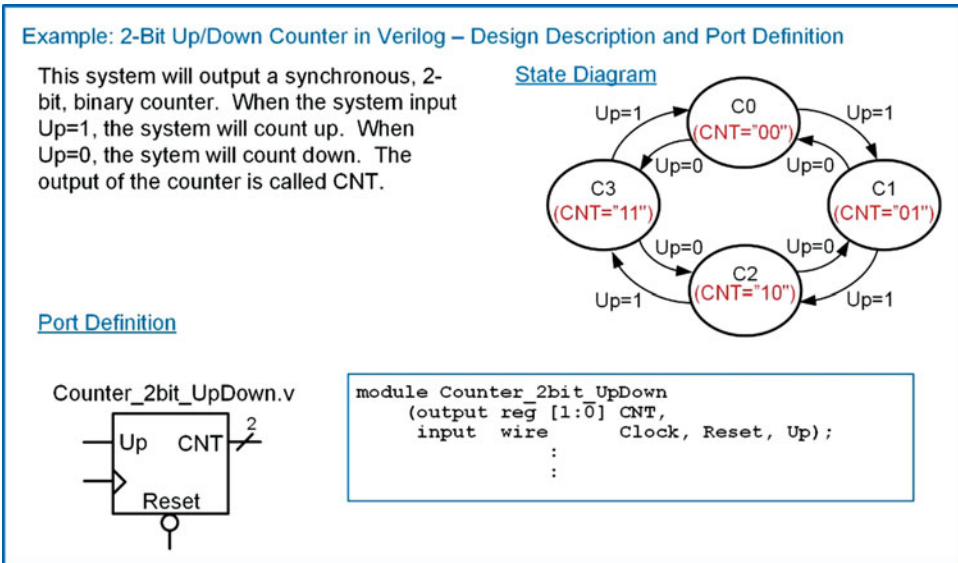 Example: 2-Bit Up/Down Counter in Verilog – Design Description and Port Definition
This system will output a synchronous, 2-
bit, binary counter.  When the system input
Up=1, the system will count up.  When
Up=0, the sytem will count down.  The
output of the counter is called CNT.
State Diagram
C0
(CNT="00")
Up=1
Up=1
Up=0
Up=0
C3
(CNT="11")
C1
(CNT="01")
Up=0
Up=0
C2
(CNT="10")
Up=1
Up=1
Port Definition
Counter_2bit_UpDown.v
Up
CNT
2
Reset
module Counter_2bit_UpDown
(output reg [1:0] CNT,
input  wire       Clock, Reset, Up);
:
: